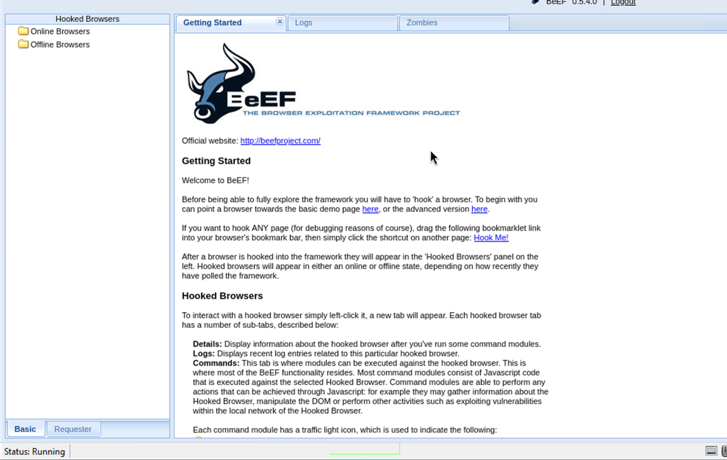 BeEF 0.5.4.0 | Logout
Hooked Browsers
Online Browsers
Offline Browsers
Getting Started
Logs
Zombies
BeEF
THE BROWSER EXPLOITATION FRAMEWORK PROJECT
Official website: http://beefproject.com/
Getting Started
Welcome to BeEF!
Before being able to fully explore the framework you will have to 'hook' a browser. To begin with you
can point a browser towards the basic demo page here, or the advanced version here.
If you want to hook ANY page (for debugging reasons of course), drag the following bookmarklet link
into your browser's bookmark bar, then simply click the shortcut on another page: Hook Me!
After a browser is hooked into the framework they will appear in the 'Hooked Browsers' panel on the
left. Hooked browsers will appear in either an online or offline state, depending on how recently they
have polled the framework.
Hooked Browsers
To interact with a hooked browser simply left-click it, a new tab will appear. Each hooked browser tab
has a number of sub-tabs, described below:
Details: Display information about the hooked browser after you've run some command modules.
Logs: Displays recent log entries related to this particular hooked browser.
Commands: This tab is where modules can be executed against the hooked browser. This is
where most of the BeEF functionality resides. Most command modules consist of Javascript code
that is executed against the selected Hooked Browser. Command modules are able to perform any
actions that can be achieved through Javascript: for example they may gather information about the
Hooked Browser, manipulate the DOM or perform other activities such as exploiting vulnerabilities
within the local network of the Hooked Browser.
Each command module has a traffic light icon, which is used to indicate the following:
Basic
Requester
Status: Running